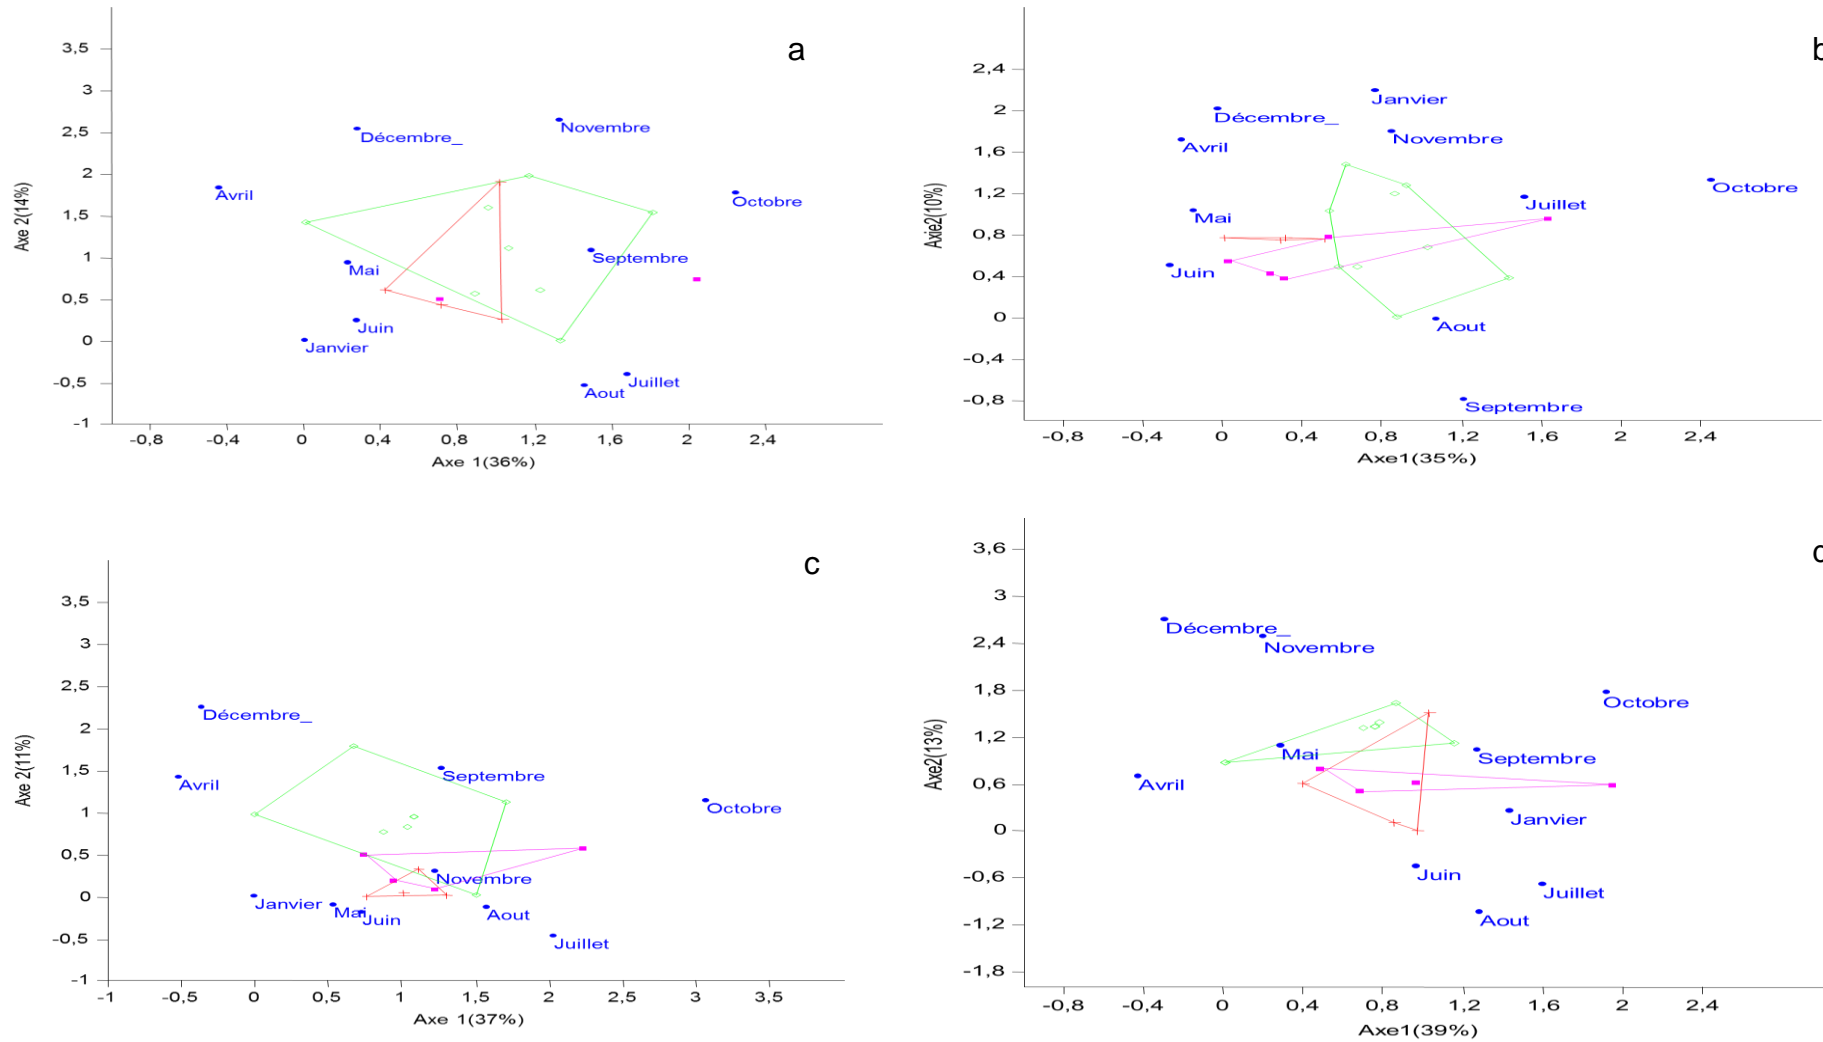 a
3,5
3
2,5
2
1,5
1
0,5
0
-0,5
-1
Axe 2(14%)
Novembre
Décembre_
Avril
Octobre
Septembre
Mai
Juin
Janvier
Juillet
Aout
-0,8 -0,4 0 0,4 0,8 1,2 1,6 2 2,4
Axe 1(36%)
b
2,4
2
1,6
1,2
0,8
0,4
0
-0,4
-0,8
Axie2(10%)
Janvier
Décembre_
Novembre
Avril
Octobre
Juillet
Mai
Juin
Aout
Septembre
-0,8 -0,4 0 0,4 0,8 1,2 1,6 2 2,4
Axe1(35%)
c
3,5
3
2,5
2
1,5
1
0,5
0
-0,5
-1
Axe 2(11%)
Décembre_
Septembre
Avril
Octobre
Novembre
Janvier
Mai
Juin
Aout
Juillet
-1 -0,5 0 0,5 1 1,5 2 2,5 3 3,5
Axe 1(37%)
3,6
3
2,4
1,8
1,2
0,6
0
-0,6
-1,2
-1,8
Axe2(13%)
Décembre_
Novembre
Octobre
Mai
Septembre
Avril
Janvier
Juin
Juillet
Aout
-0,8 -0,4 0 0,4 0,8 1,2 1,6 2 2,4
Axe1(39%)